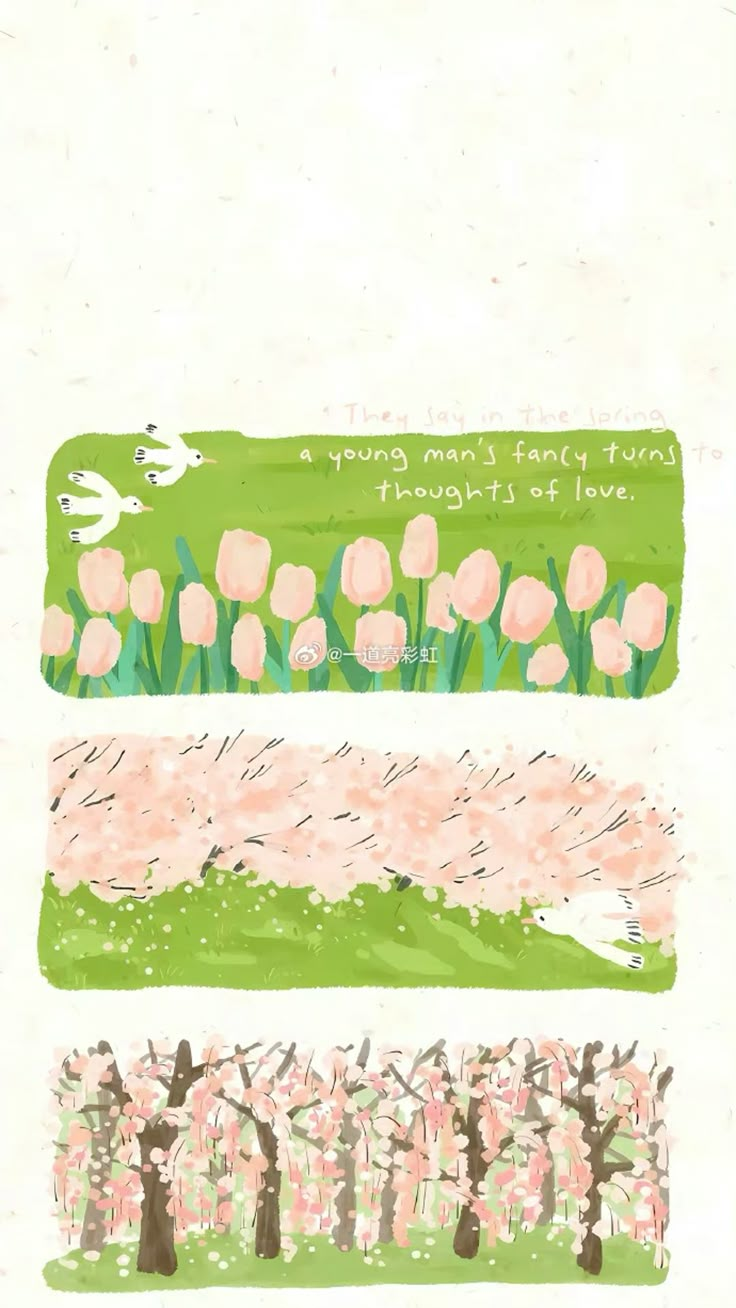 They say in the spring
a young man's fancy turns to
thoughts of love.
@一道亮彩虹